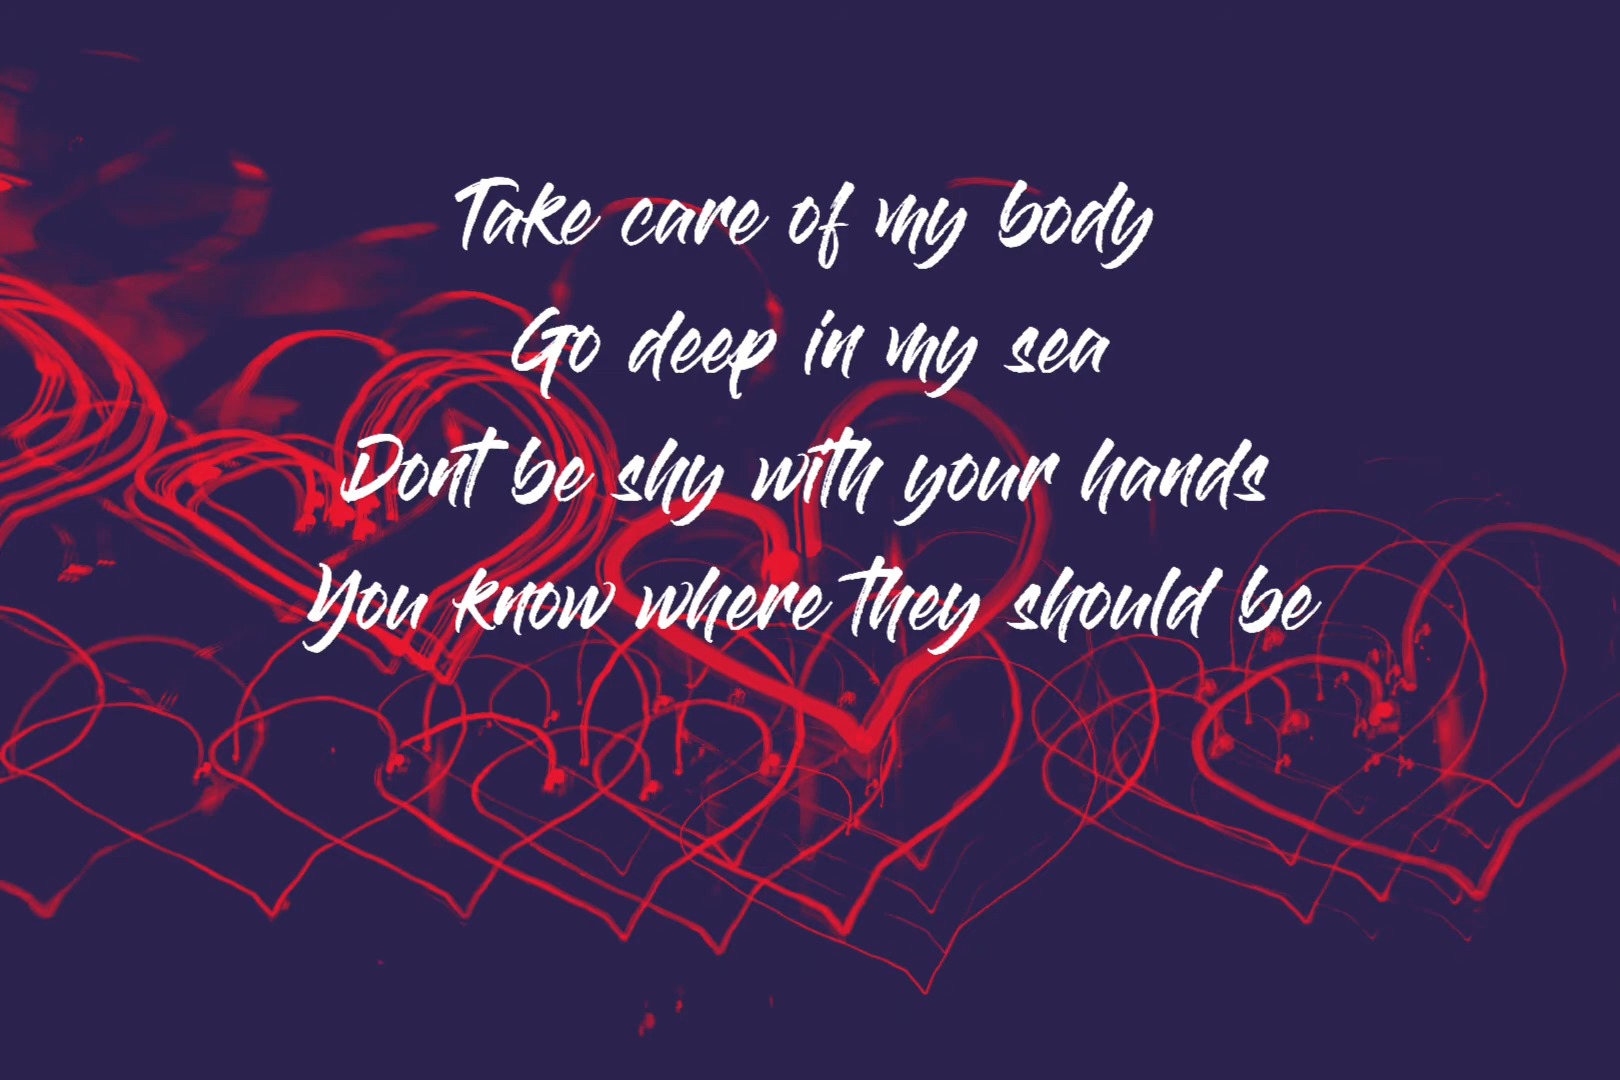 Take care of my body
Go deep in my sea
Dont be shy with your hands
You know where they should be